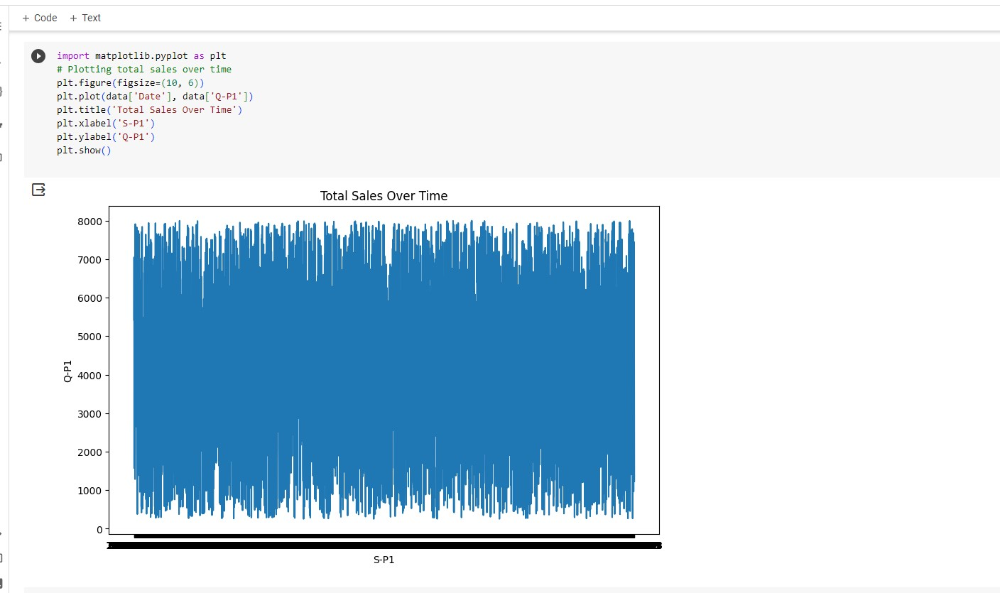 + Code + Text
import matplotlib.pyplot as plt
# Plotting total sales over time
plt.figure(figsize=(10, 6))
plt.plot(data['Date'], data['Q-P1'])
plt.title('Total Sales Over Time')
plt.xlabel('S-P1')
plt.ylabel('Q-P1')
plt.show()
Total Sales Over Time
8000
7000
6000
5000
Q-P1
4000
3000
2000
1000
0
S-P1